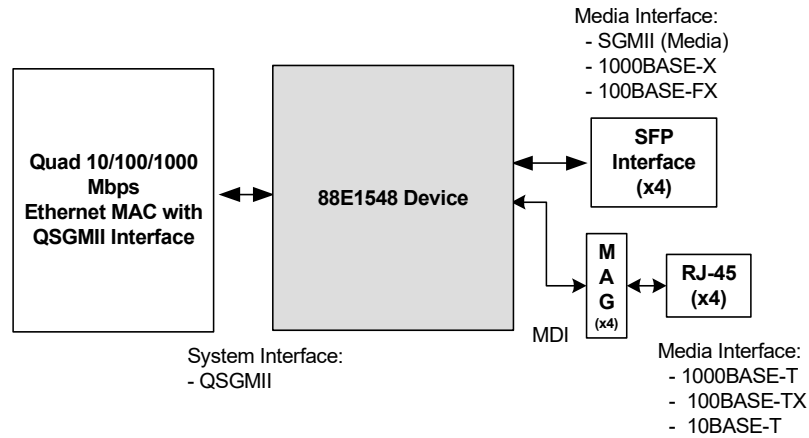 Media Interface:
- SGMII (Media)
- 1000BASE-X
- 100BASE-FX
Quad 10/100/1000
Mbps
Ethernet MAC with
QSGMII Interface
88E1548 Device
SFP
Interface
(x4)
M
A
G
(x4)
RJ-45
(x4)
MDI
System Interface:
- QSGMII
Media Interface:
- 1000BASE-T
- 100BASE-TX
- 10BASE-T